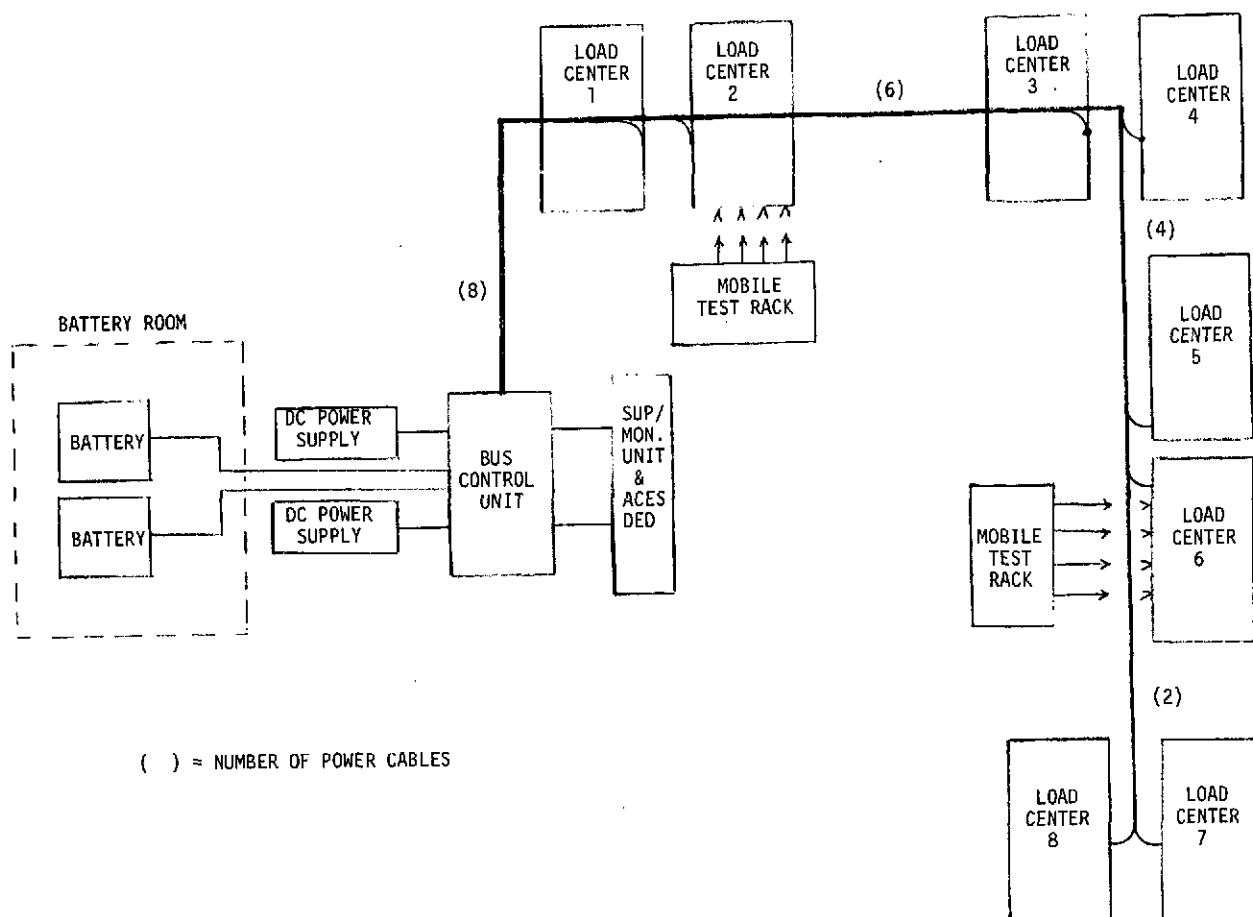 LOAD
CENTER
1
LOAD
CENTER
2
(6)
LOAD
CENTER
3
LOAD
CENTER
4
(4)
(8)
MOBILE
TEST RACK
LOAD
CENTER
5
BATTERY ROOM
BATTERY
BATTERY
DC POWER
SUPPLY
DC POWER
SUPPLY
BUS
CONTROL
UNIT
SUP/
MON.
UNIT
&
ACES
DED
MOBILE
TEST
RACK
LOAD
CENTER
6
(2)
( ) = NUMBER OF POWER CABLES
LOAD
CENTER
8
LOAD
CENTER
7